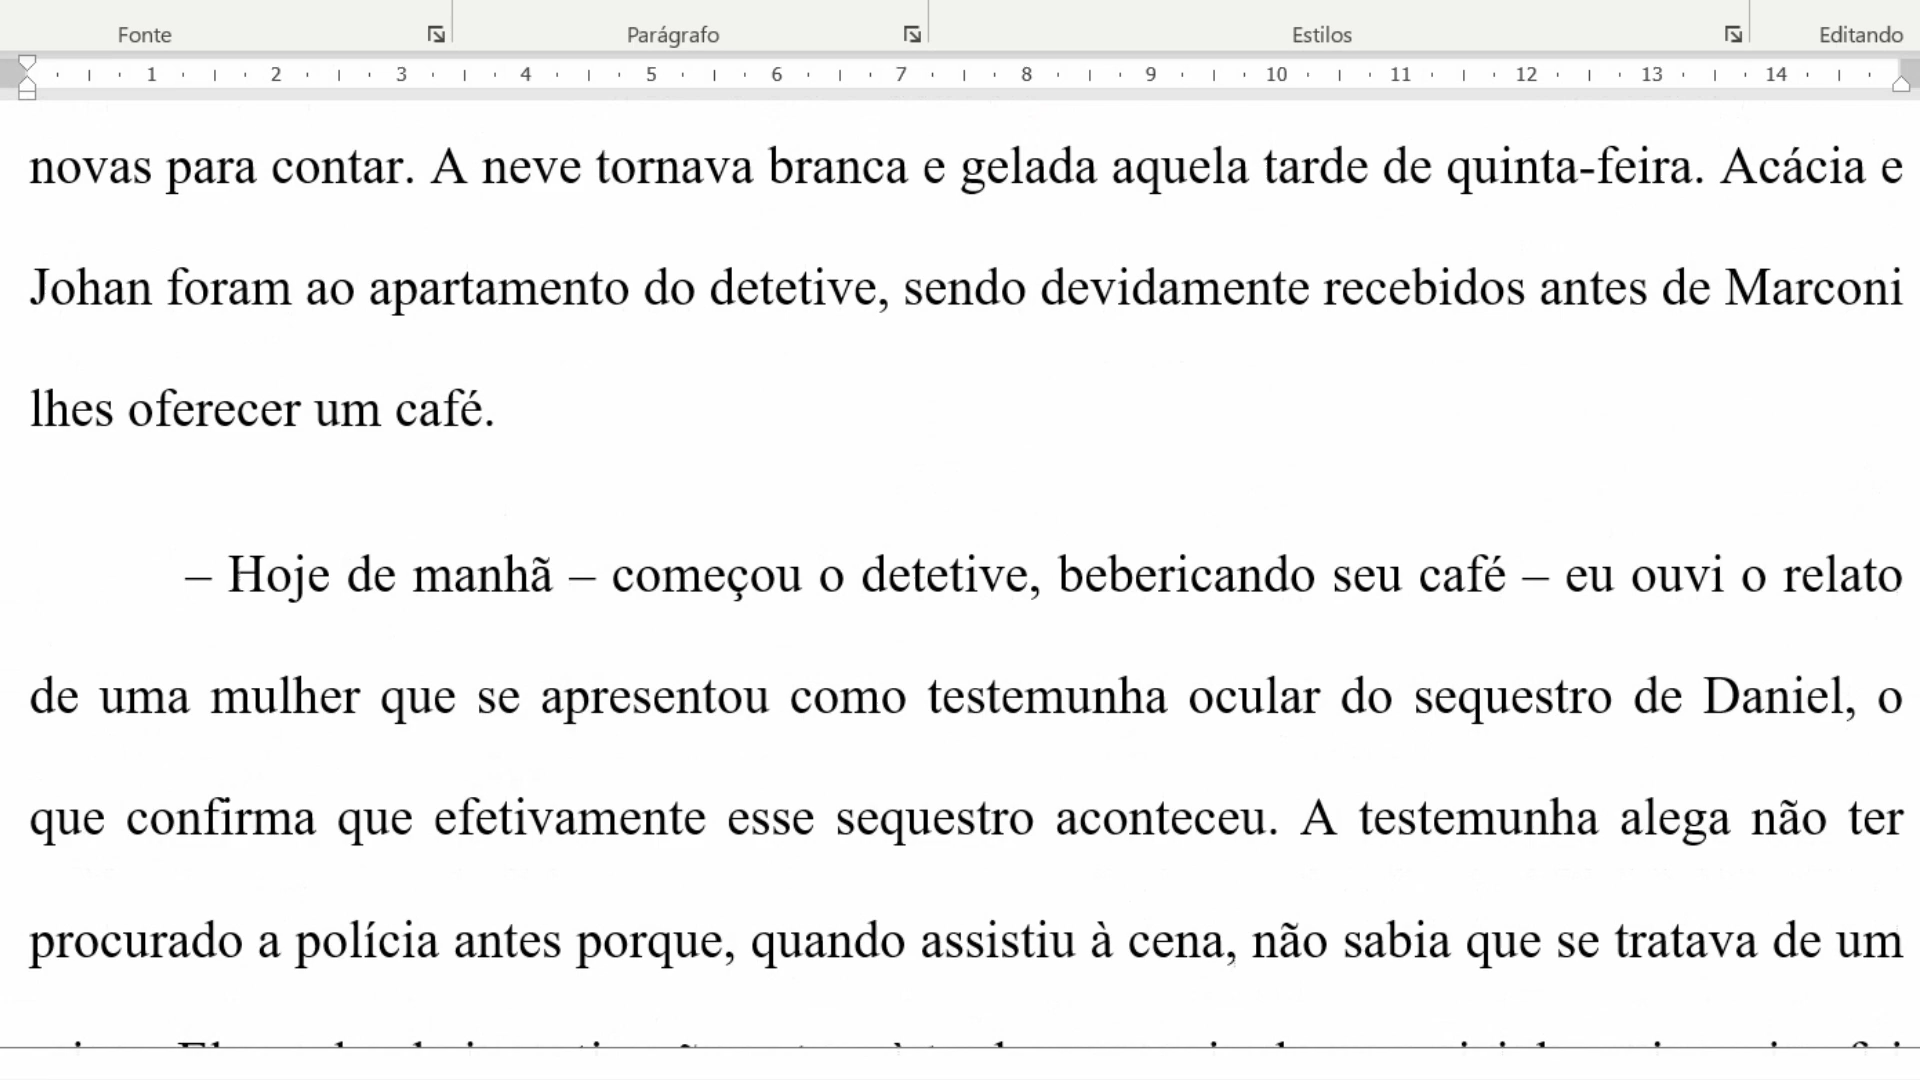 Fonte Parágrafo Estilos Editando
1 2 3 4 5 6 7 8 9 10 11 12 13 14
novas para contar. A neve tornava branca e gelada aquela tarde de quinta-feira. Acácia e
Johan foram ao apartamento do detetive, sendo devidamente recebidos antes de Marconi
lhes oferecer um café.
– Hoje de manhã – começou o detetive, bebericando seu café – eu ouvi o relato
de uma mulher que se apresentou como testemunha ocular do sequestro de Daniel, o
que confirma que efetivamente esse sequestro aconteceu. A testemunha alega não ter
procurado a polícia antes porque, quando assistiu à cena, não sabia que se tratava de um